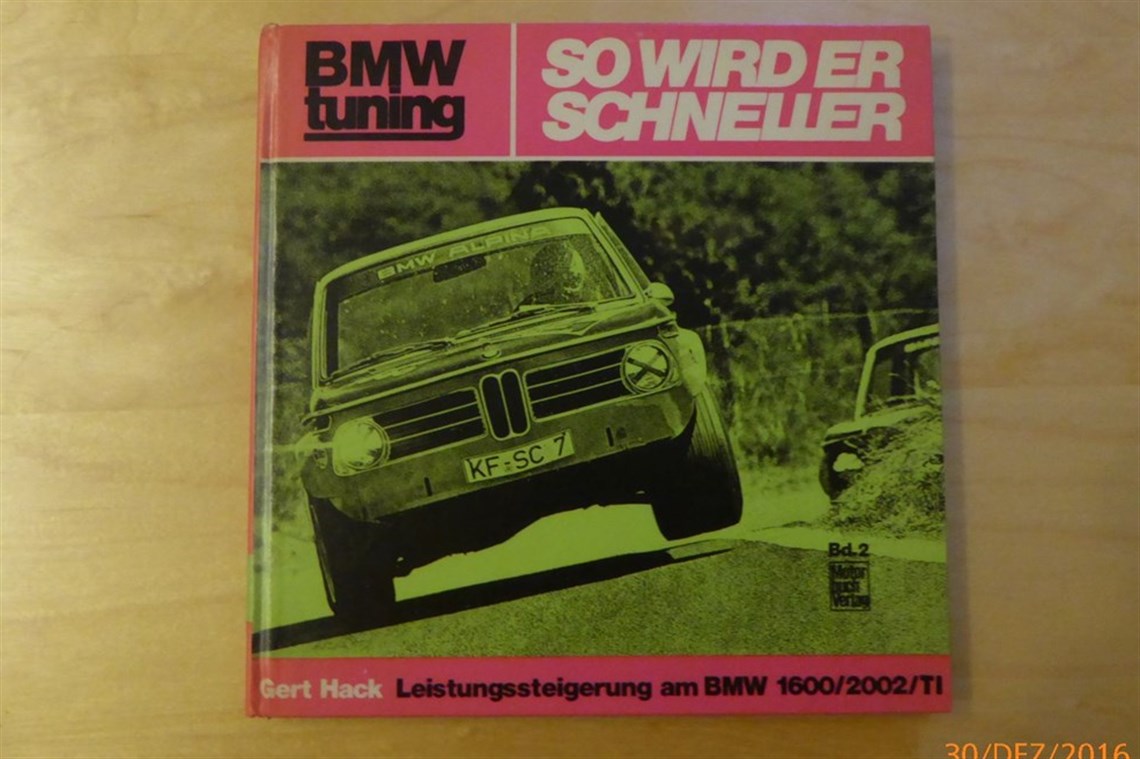 BMW
tuning
SO WIRD ER
SCHNELLER
BMW ALPINA
KF-SC 7
Bd. 2
Motor
buch
Verlag
Gert Hack Leistungssteigerung am BMW 1600/2002/TI
30/DEZ/2016